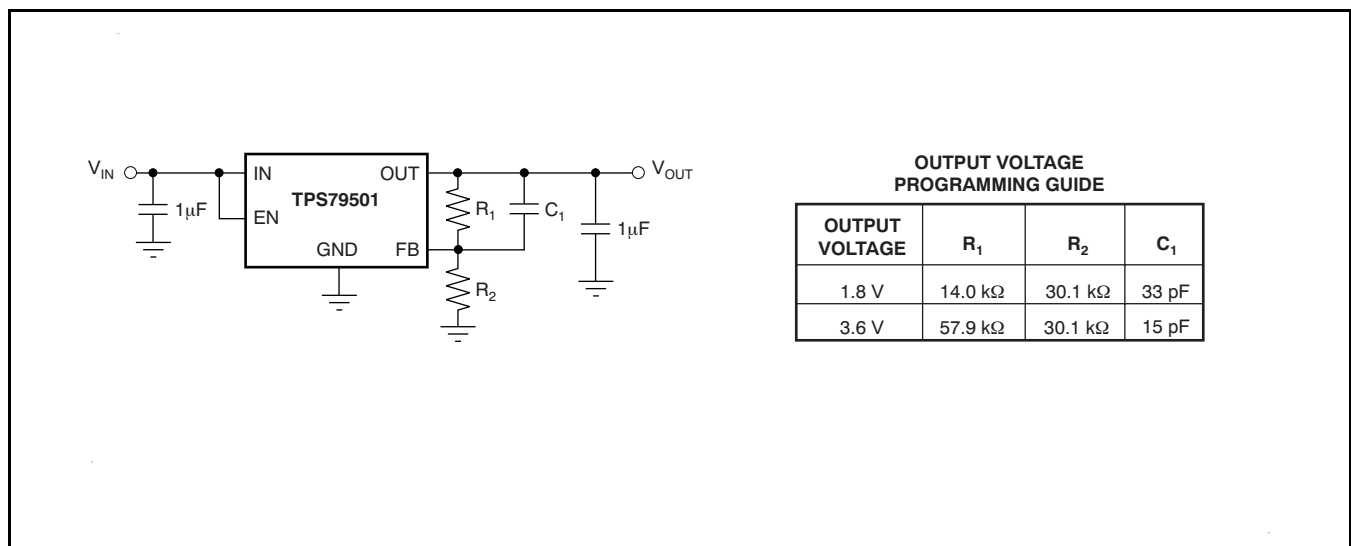 V_IN
1μF
IN
EN
TPS79501
GND
OUT
FB
R_1
R_2
C_1
1μF
V_OUT
OUTPUT VOLTAGE
PROGRAMMING GUIDE
OUTPUT VOLTAGE R_1 R_2 C_1
1.8 V 14.0 kΩ 30.1 kΩ 33 pF
3.6 V 57.9 kΩ 30.1 kΩ 15 pF